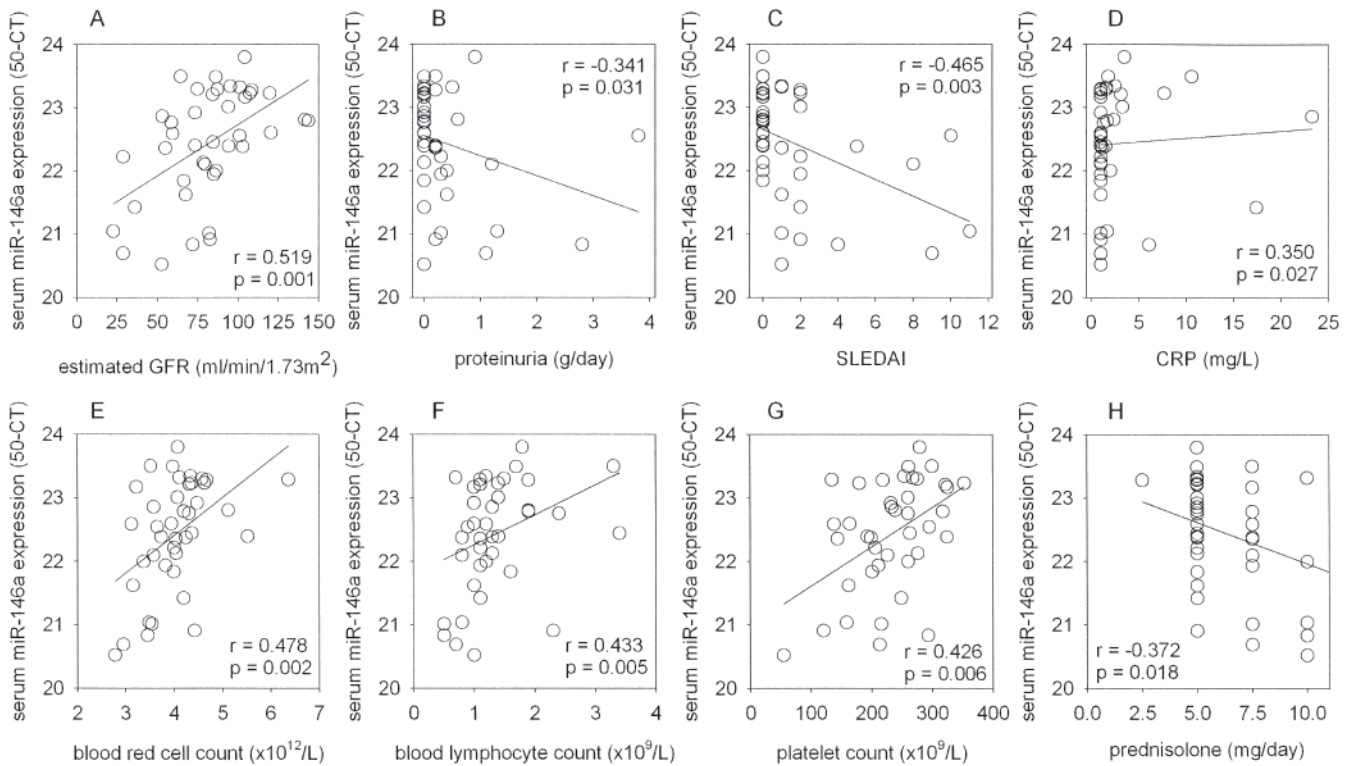 A
serum miR-146a expression (50-CT)
24
23
22
21
20
0 25 50 75 100 125 150
r = 0.519
p = 0.001
estimated GFR (ml/min/1.73m²)
B
serum miR-146a expression (50-CT)
24
23
22
21
20
0 1 2 3 4
r = -0.341
p = 0.031
proteinuria (g/day)
C
serum miR-146a expression (50-CT)
24
23
22
21
20
0 2 4 6 8 10 12
r = -0.465
p = 0.003
SLEDAI
D
serum miR-146a expression (50-CT)
24
23
22
21
20
0 5 10 15 20 25
r = 0.350
p = 0.027
CRP (mg/L)
E
serum miR-146a expression (50-CT)
24
23
22
21
20
2 3 4 5 6 7
r = 0.478
p = 0.002
blood red cell count (x10¹²/L)
F
serum miR-146a expression (50-CT)
24
23
22
21
20
0 1 2 3 4
r = 0.433
p = 0.005
blood lymphocyte count (x10⁹/L)
G
serum miR-146a expression (50-CT)
24
23
22
21
20
0 100 200 300 400
r = 0.426
p = 0.006
platelet count (x10⁹/L)
H
serum miR-146a expression (50-CT)
24
23
22
21
20
0.0 2.5 5.0 7.5 10.0
r = -0.372
p = 0.018
prednisolone (mg/day)